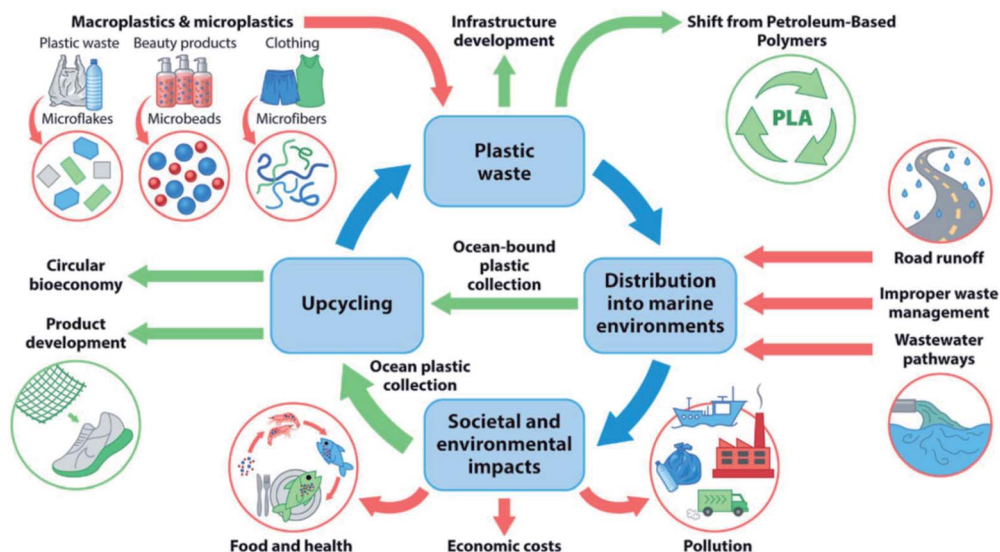 Macroplastics & microplastics
Plastic waste
Beauty products
Clothing
Microflakes
Microbeads
Microfibers
Infrastructure
development
Shift from Petroleum-Based
Polymers
PLA
Plastic
waste
Road runoff
Improper waste
management
Wastewater
pathways
Distribution
into marine
environments
Ocean-bound
plastic
collection
Upcycling
Circular
bioeconomy
Product
development
Ocean plastic
collection
Societal and
environmental
impacts
Food and health
Economic costs
Pollution